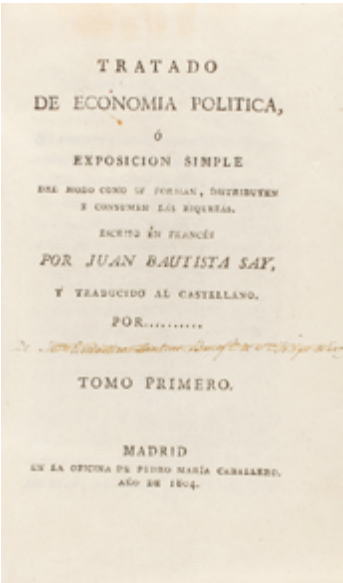 TRATADO
DE ECONOMIA POLITICA,
Ó
EXPOSICION SIMPLE
DEL MODO COMO SE FORMAN, DISTRIBUYEN
Y CONSUMEN LAS RIQUEZAS.
ESCRITO EN FRANCÉS
POR JUAN BAUTISTA SAY,
Y TRADUCIDO AL CASTELLANO.
POR..........
De
TOMO PRIMERO.
MADRID
EN LA OFICINA DE PEDRO MARÍA CABALLERO.
AÑO DE 1804.